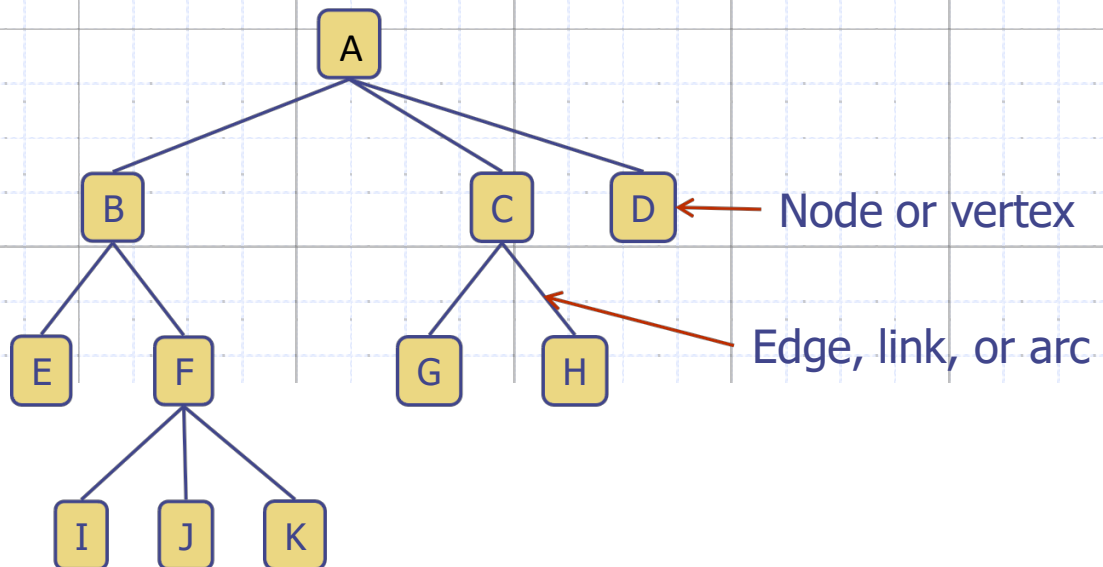 A
B
C
D
Node or vertex
Edge, link, or arc
E
F
G
H
I
J
K